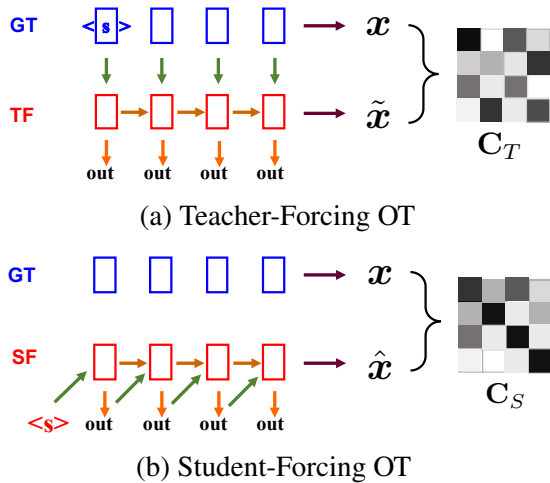 GT <s> x
TF x̃
C_T
out out out out
(a) Teacher-Forcing OT
GT x
SF x̂
C_S
<s> out out out out
(b) Student-Forcing OT